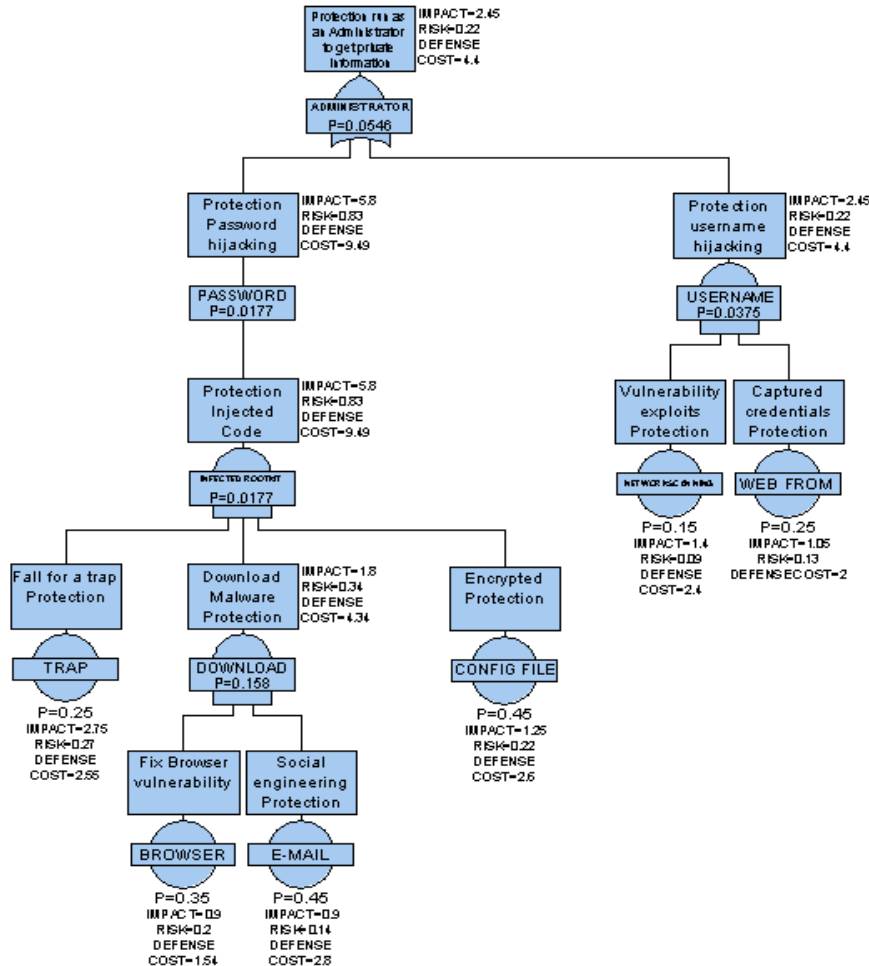 Protection run as
an Administrator
to get private
information
IMPACT=2.45
RISK=0.22
DEFENSE
COST=4.4
ADMINISTRATOR
P=0.0546
Protection
Password
hijacking
IMPACT=5.8
RISK=0.83
DEFENSE
COST=9.49
Protection
username
hijacking
IMPACT=2.45
RISK=0.22
DEFENSE
COST=4.4
PASSWORD
P=0.0177
USERNAME
P=0.0375
Protection
Injected
Code
IMPACT=5.8
RISK=0.83
DEFENSE
COST=9.49
Vulnerability
exploits
Protection
Captured
credentials
Protection
INFECTED ROOTKIT
P=0.0177
NETWORK SCANNING
WEB FROM
P=0.15
IMPACT=1.4
RISK=0.09
DEFENSE
COST=2.4
P=0.25
IMPACT=1.05
RISK=0.13
DEFENSECOST=2
Fall for a trap
Protection
Download
Malware
Protection
IMPACT=1.8
RISK=0.34
DEFENSE
COST=4.34
Encrypted
Protection
TRAP
DOWNLOAD
P=0.158
CONFIG FILE
P=0.25
IMPACT=2.75
RISK=0.27
DEFENSE
COST=2.55
P=0.45
IMPACT=1.25
RISK=0.22
DEFENSE
COST=2.6
Fix Browser
vulnerability
Social
engineering
Protection
BROWSER
E-MAIL
P=0.35
IMPACT=0.9
RISK=0.2
DEFENSE
COST=1.54
P=0.45
IMPACT=0.9
RISK=0.14
DEFENSE
COST=2.8